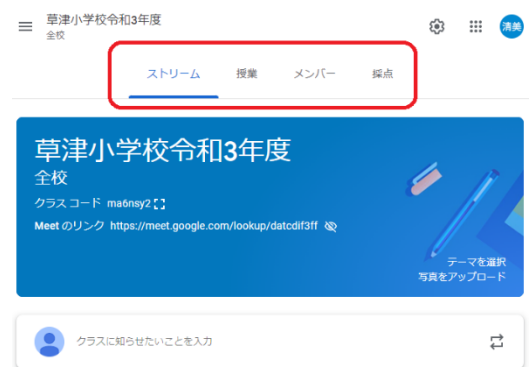 草津小学校令和3年度
全校
清美
ストリーム 授業 メンバー 採点
草津小学校令和3年度
全校
クラス コード ma6nsy2
Meet のリンク https://meet.google.com/lookup/datcdif3ff
テーマを選択
写真をアップロード
クラスに知らせたいことを入力